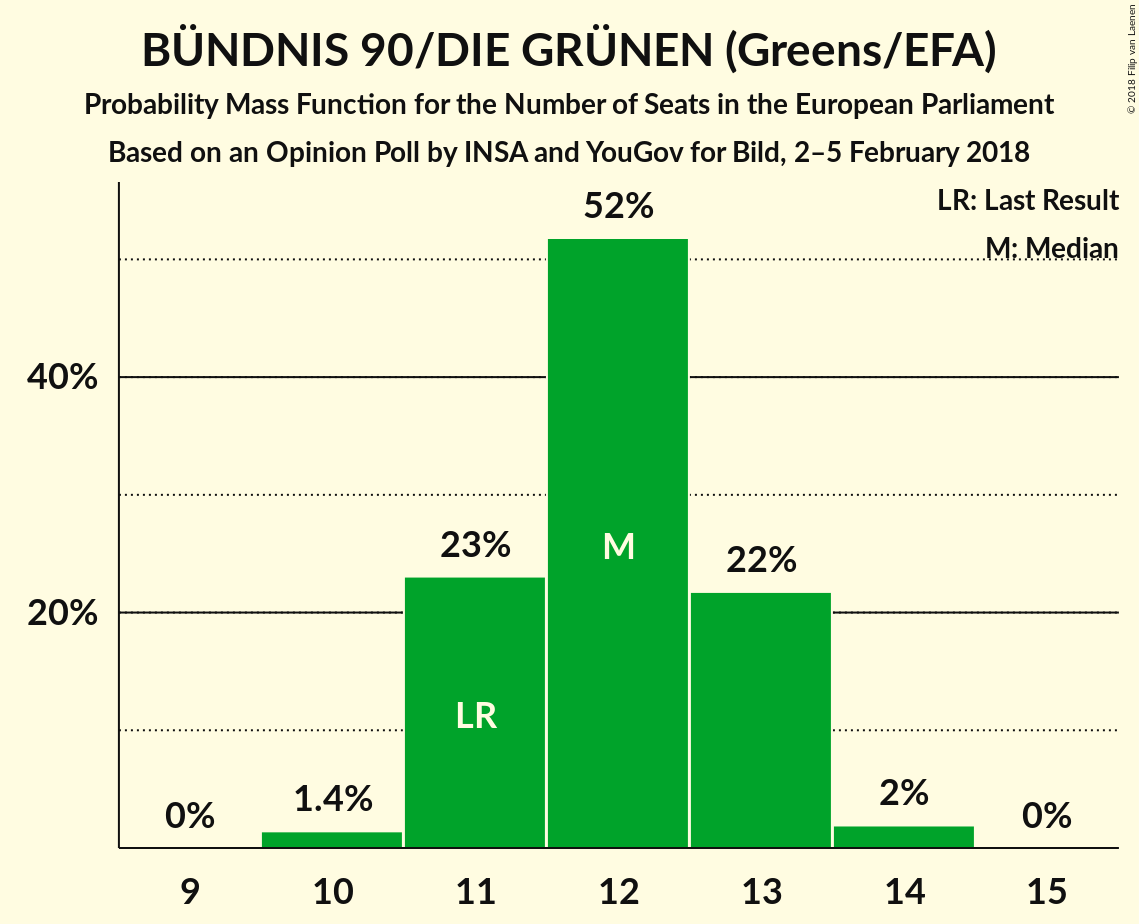 BÜNDNIS 90/DIE GRÜNEN (Greens/EFA)
Probability Mass Function for the Number of Seats in the European Parliament
Based on an Opinion Poll by INSA and YouGov for Bild, 2–5 February 2018
© 2018 Filip van Laenen
LR: Last Result
M: Median
52%
40%
23%
M
22%
20%
LR
0%
1.4%
2%
0%
9
10
11
12
13
14
15